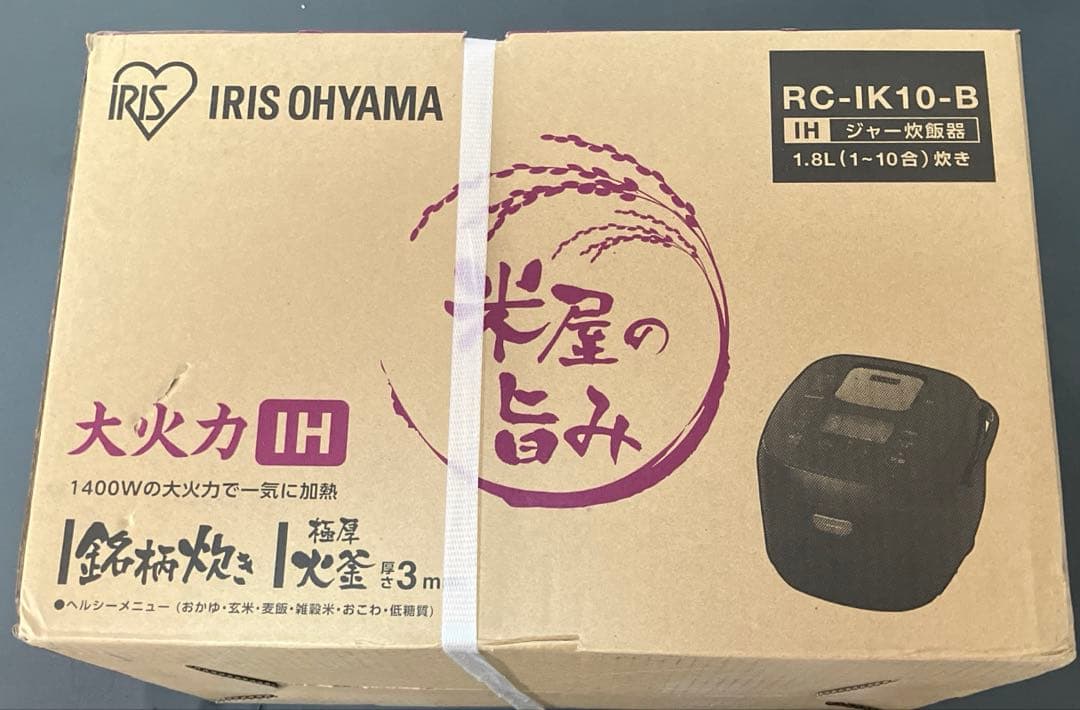 IRIS
IRIS OHYAMA
RC-IK10-B
IH ジャー炊飯器
1.8L(1~10合)炊き
米屋の
旨み
大火力 IH
1400Wの大火力で一気に加熱
銘柄炊き 極厚火釜 厚さ3m
●ヘルシーメニュー (おかゆ・玄米・麦飯・雑穀米・おこわ・低糖質)